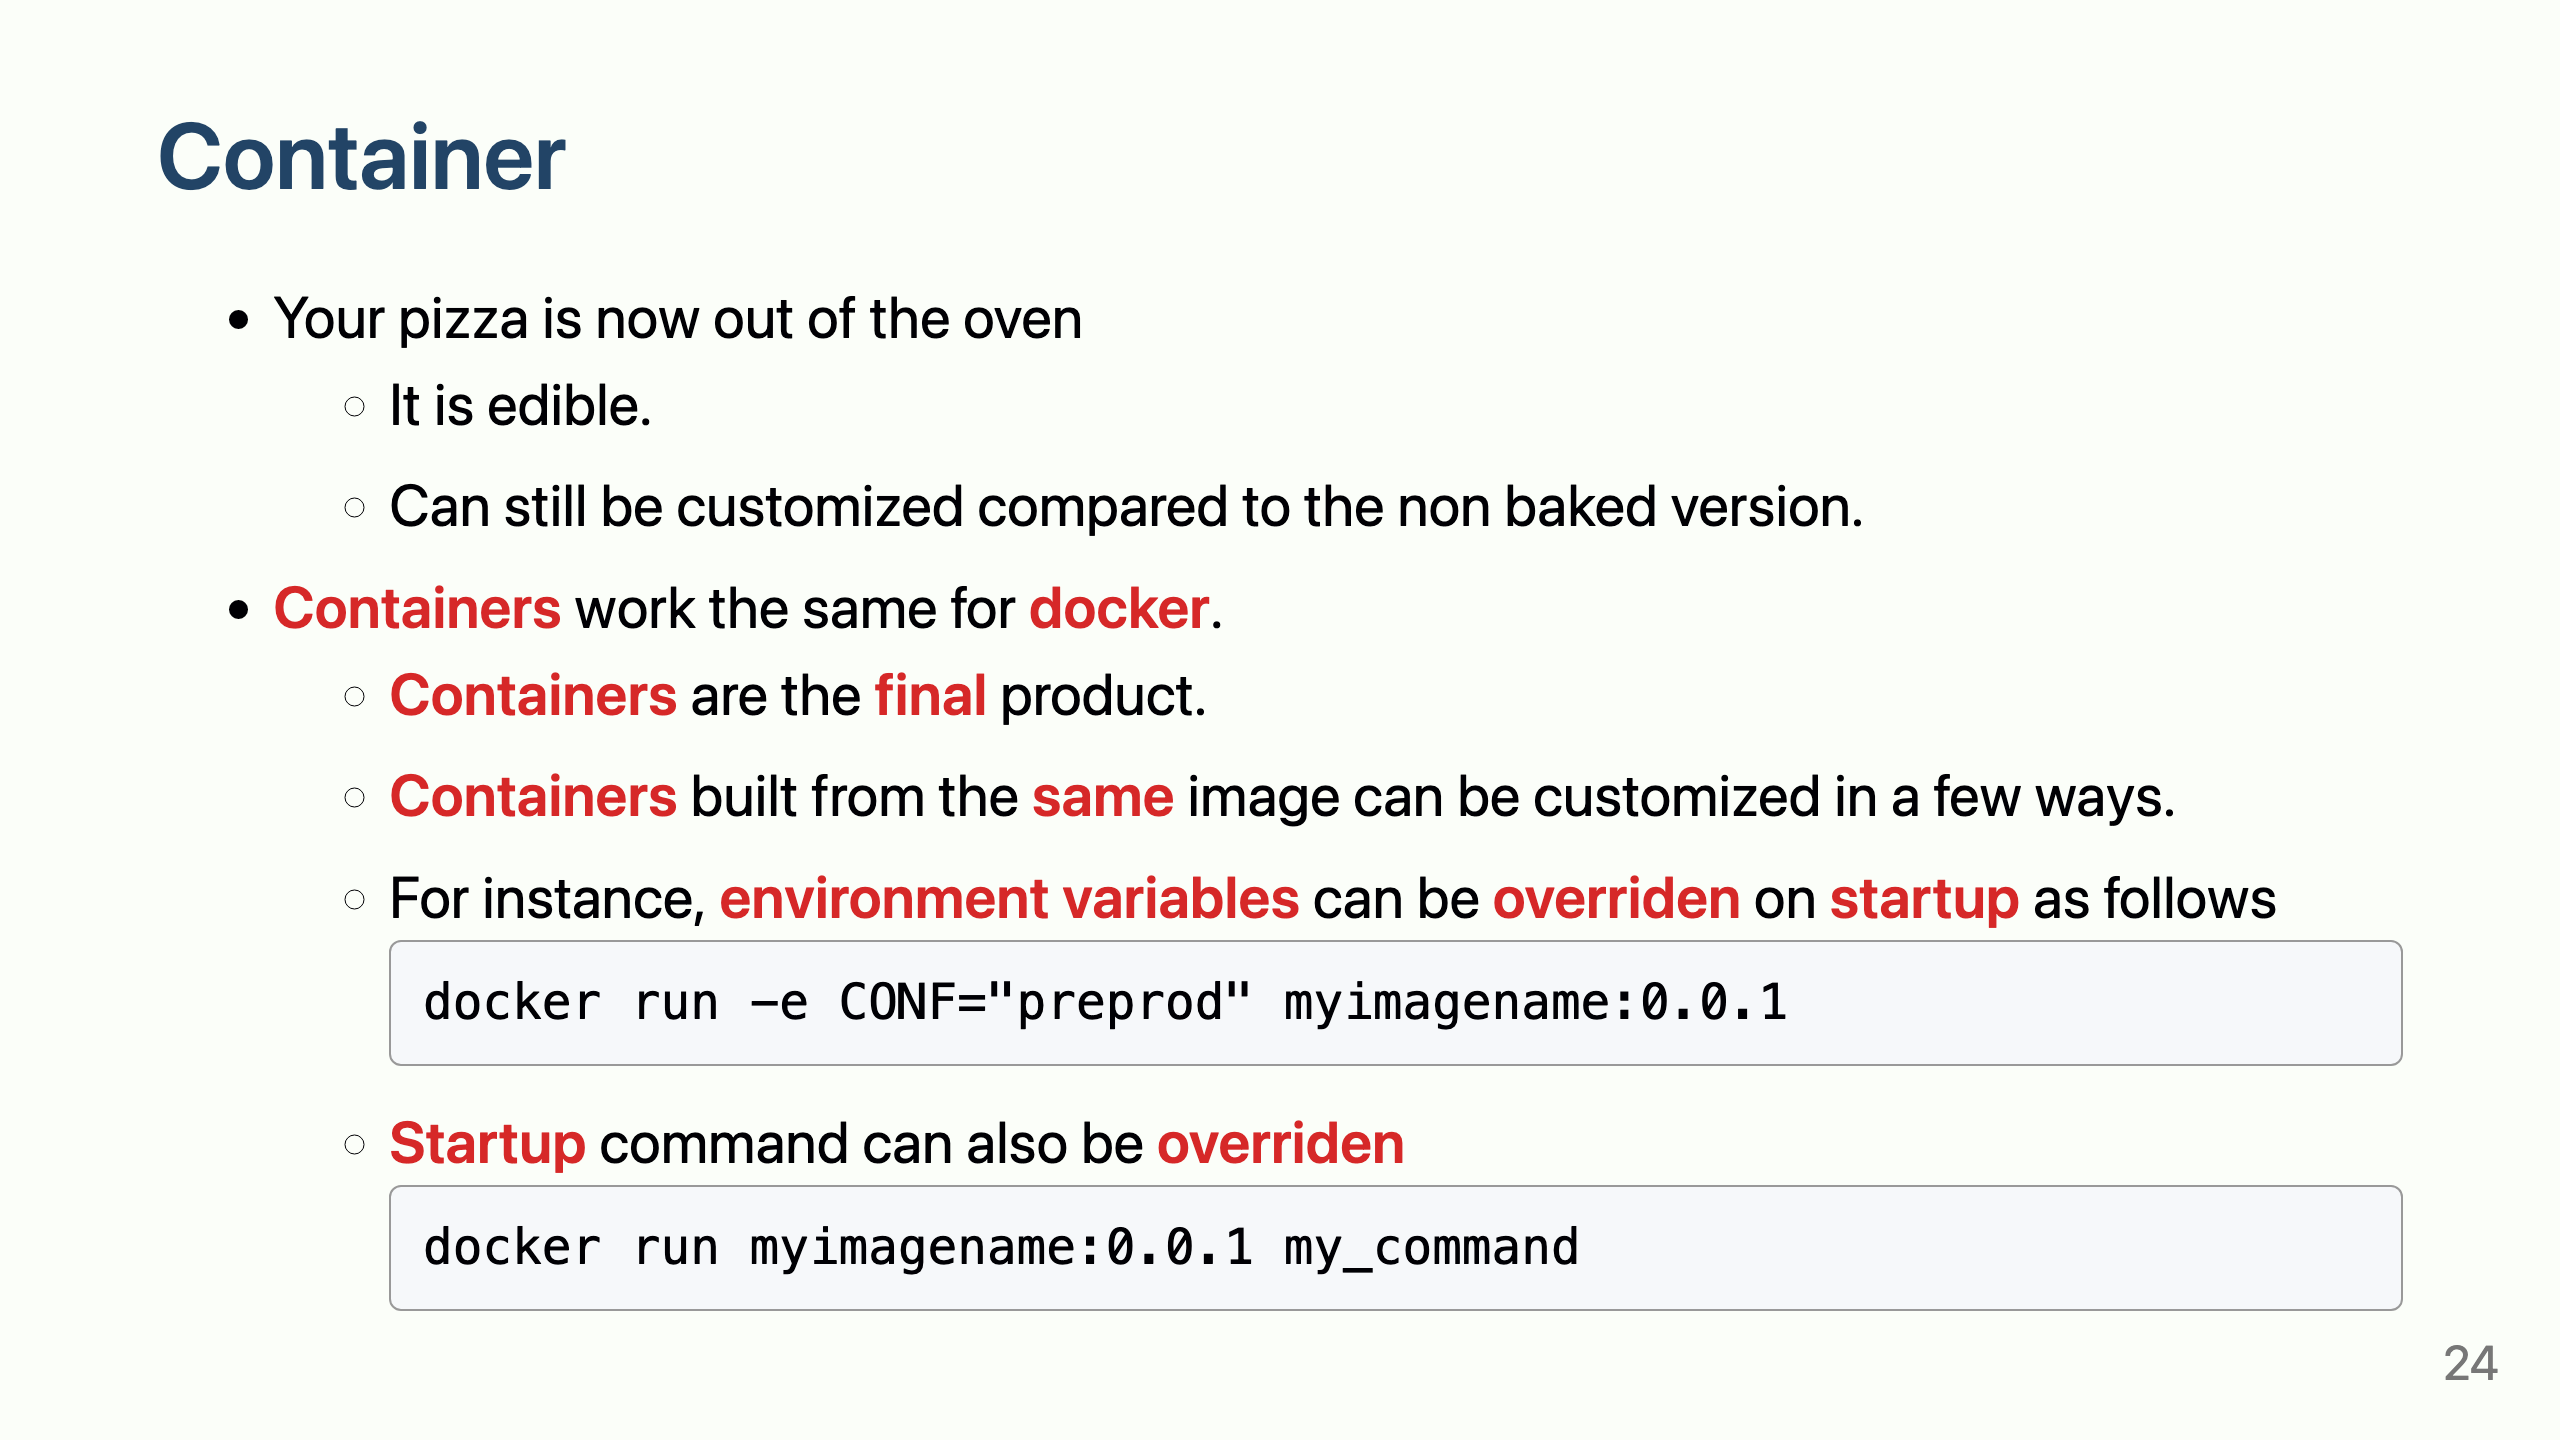 Container
Your pizza is now out of the oven
It is edible.
Can still be customized compared to the non baked version.
Containers work the same for docker.
Containers are the final product.
Containers built from the same image can be customized in a few ways.
For instance, environment variables can be overriden on startup as follows
docker run -e CONF="preprod" myimagename:0.0.1
Startup command can also be overriden
docker run myimagename:0.0.1 my_command
24